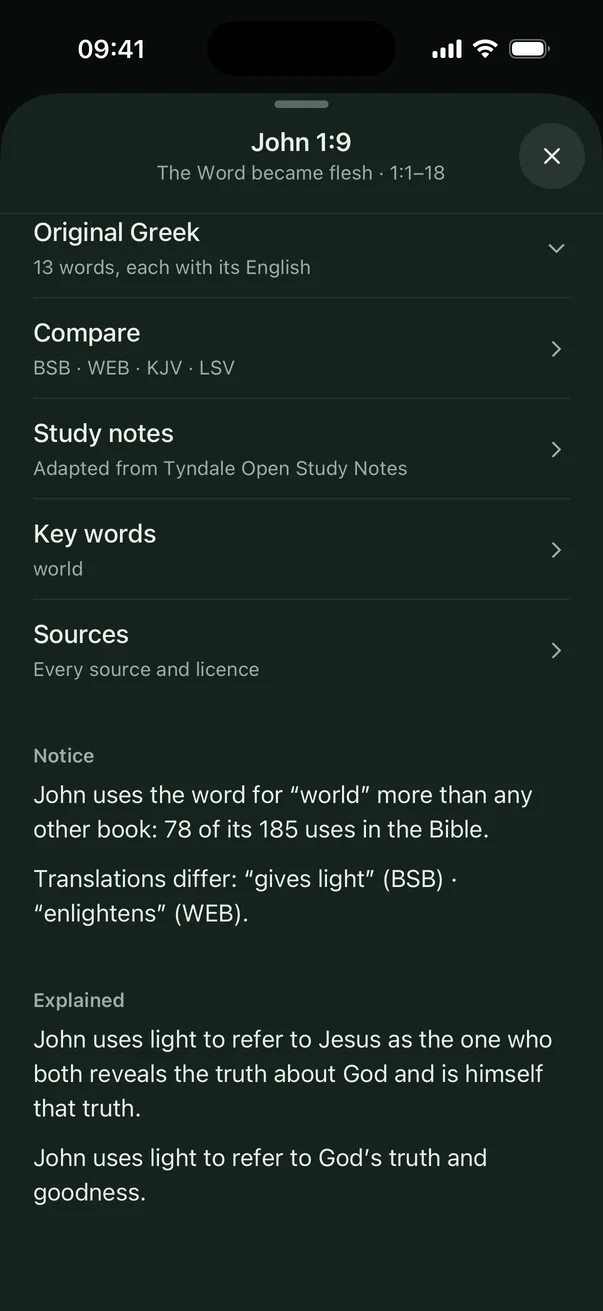 09:41
John 1:9
The Word became flesh · 1:1–18
Original Greek
13 words, each with its English
Compare
BSB · WEB · KJV · LSV
Study notes
Adapted from Tyndale Open Study Notes
Key words
world
Sources
Every source and licence
Notice
John uses the word for “world” more than any
other book: 78 of its 185 uses in the Bible.
Translations differ: “gives light” (BSB) ·
“enlightens” (WEB).
Explained
John uses light to refer to Jesus as the one who
both reveals the truth about God and is himself
that truth.
John uses light to refer to God’s truth and
goodness.